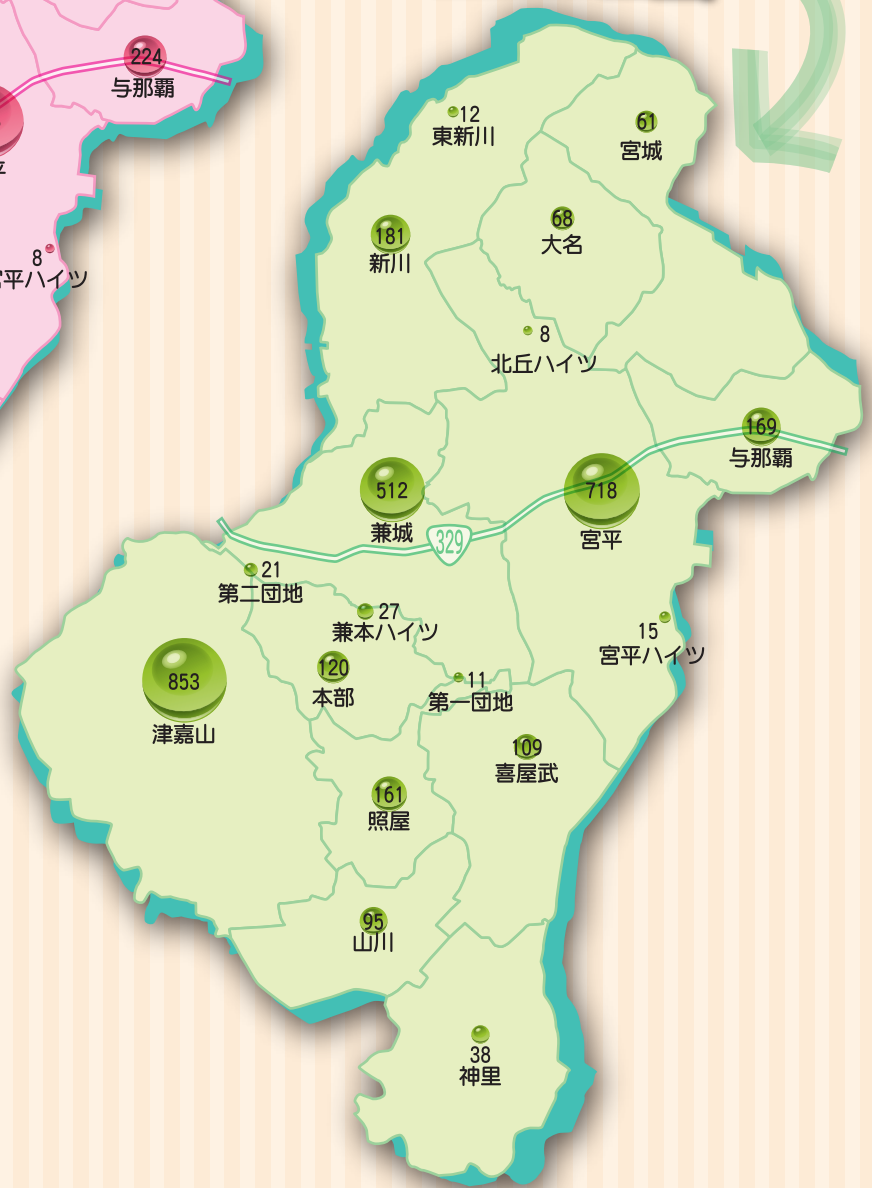 224
与那覇
8
宮平ハイツ
12
東新川
61
宮城
181
新川
68
大名
8
北丘ハイツ
169
与那覇
512
兼城
718
宮平
329
21
第二団地
27
兼本ハイツ
15
宮平ハイツ
853
津嘉山
120
本部
11
第一団地
109
喜屋武
161
照屋
95
山川
38
神里